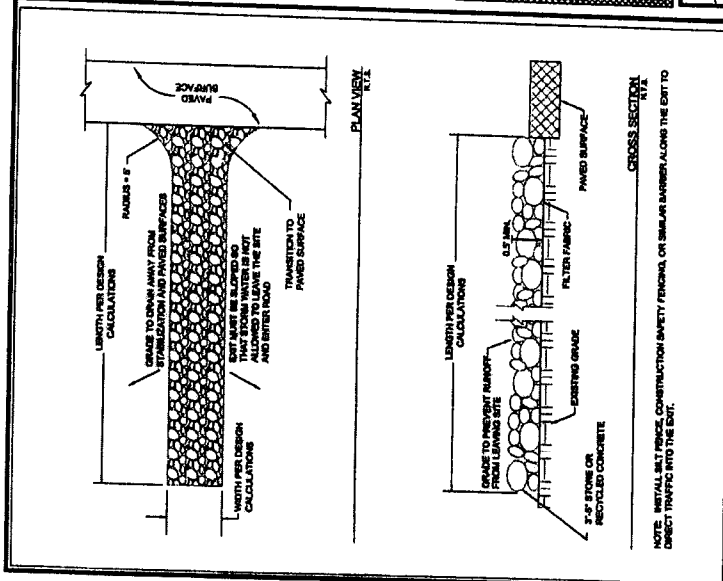 PAVED
SURFACE
RADIUS = 5'
LENGTH PER DESIGN
CALCULATIONS
GRADE TO DRAIN AWAY FROM
STABILIZATION AND PAVED SURFACES
EXIT MUST BE SLOPED SO
THAT STORM WATER IS NOT
ALLOWED TO LEAVE THE SITE
AND ENTER ROAD
TRANSITION TO
PAVED SURFACE
WIDTH PER DESIGN
CALCULATIONS
PLAN VIEW
N.T.S.
LENGTH PER DESIGN
CALCULATIONS
GRADE TO PREVENT RUNOFF
FROM LEAVING SITE
0.5' MIN.
PAVED SURFACE
FILTER FABRIC
EXISTING GRADE
3"-5" STONE OR
RECYCLED CONCRETE
CROSS SECTION
N.T.S.
NOTE: INSTALL SILT FENCE, CONSTRUCTION SAFETY FENCING, OR SIMILAR BARRIER ALONG THE EXIT TO
DIRECT TRAFFIC INTO THE EXIT.